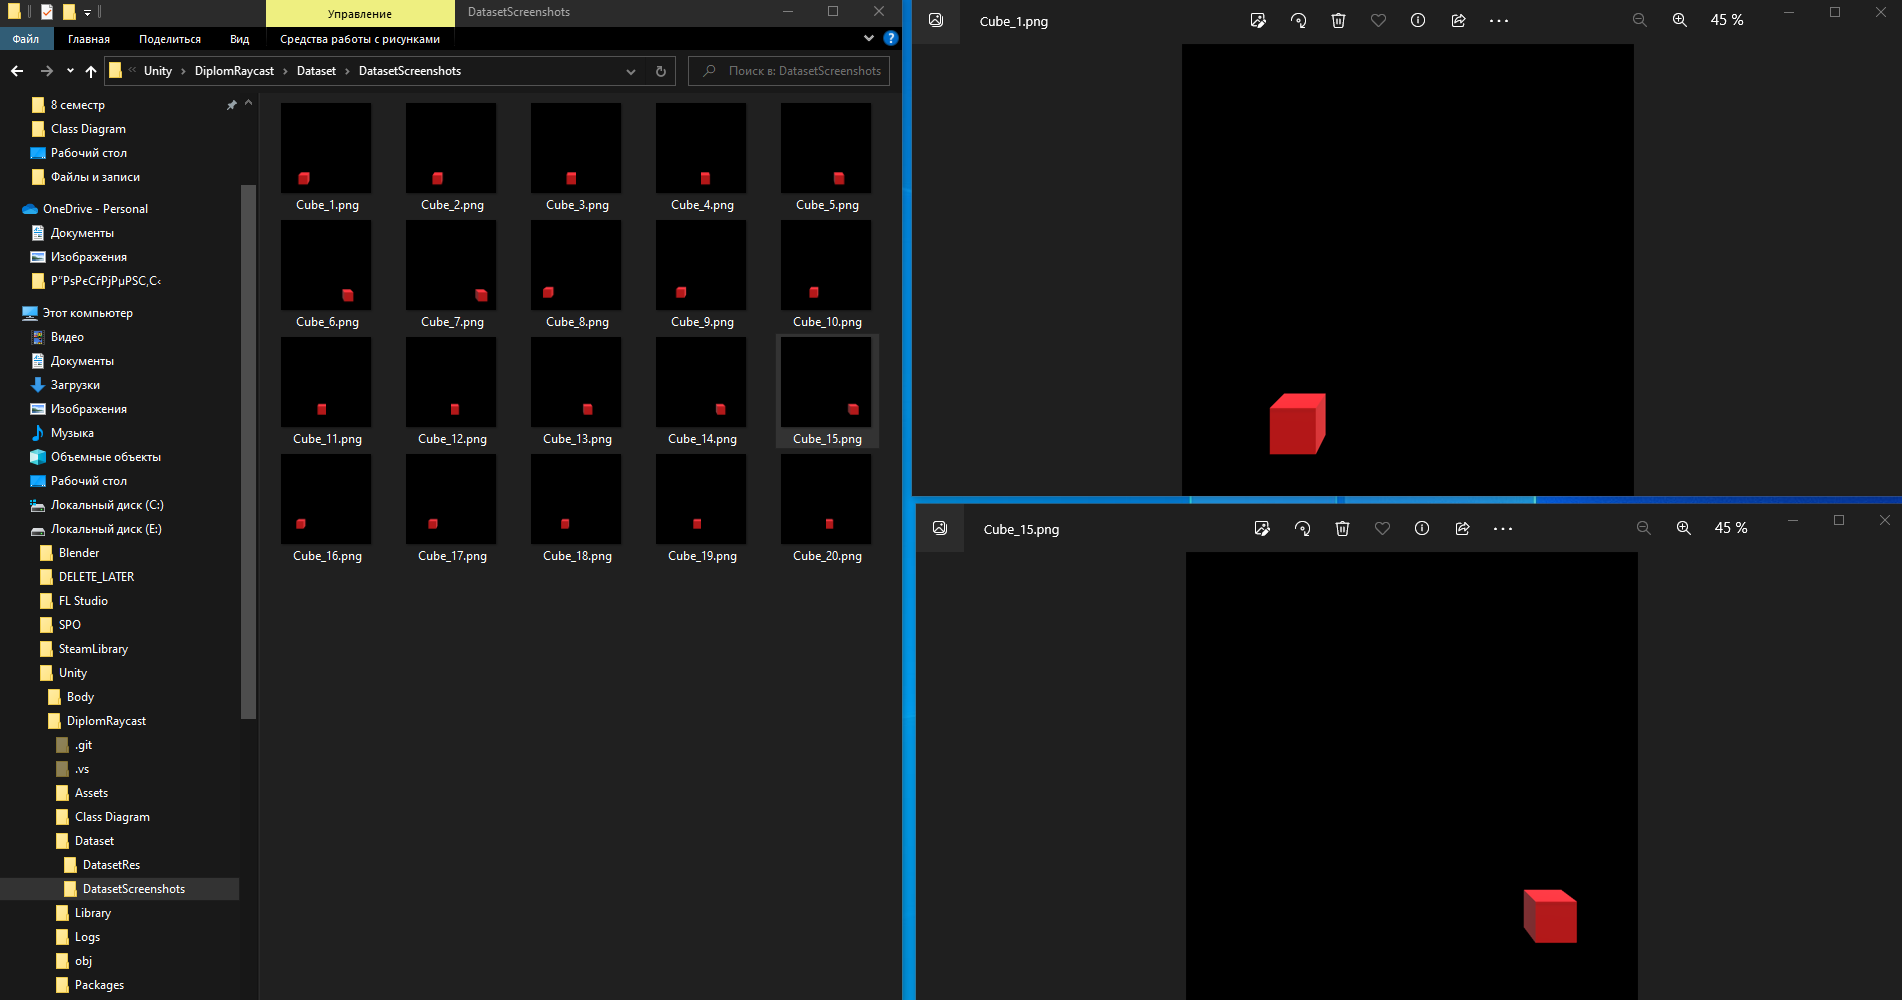 Управление
DatasetScreenshots
Файл
Главная
Поделиться
Вид
Средства работы с рисунками
Unity
DiplomRaycast
Dataset
DatasetScreenshots
Поиск в: DatasetScreenshots
8 семестр
Class Diagram
Рабочий стол
Файлы и записи
OneDrive - Personal
Документы
Изображения
Р”РѕРєСѓРјРµРЅС‚С‹
Этот компьютер
Видео
Документы
Загрузки
Изображения
Музыка
Объемные объекты
Рабочий стол
Локальный диск (C:)
Локальный диск (E:)
Blender
DELETE_LATER
FL Studio
SPO
SteamLibrary
Unity
Body
DiplomRaycast
.git
.vs
Assets
Class Diagram
Dataset
DatasetRes
DatasetScreenshots
Library
Logs
obj
Packages
Cube_1.png
Cube_2.png
Cube_3.png
Cube_4.png
Cube_5.png
Cube_6.png
Cube_7.png
Cube_8.png
Cube_9.png
Cube_10.png
Cube_11.png
Cube_12.png
Cube_13.png
Cube_14.png
Cube_15.png
Cube_16.png
Cube_17.png
Cube_18.png
Cube_19.png
Cube_20.png
Cube_1.png
45 %
Cube_15.png
45 %